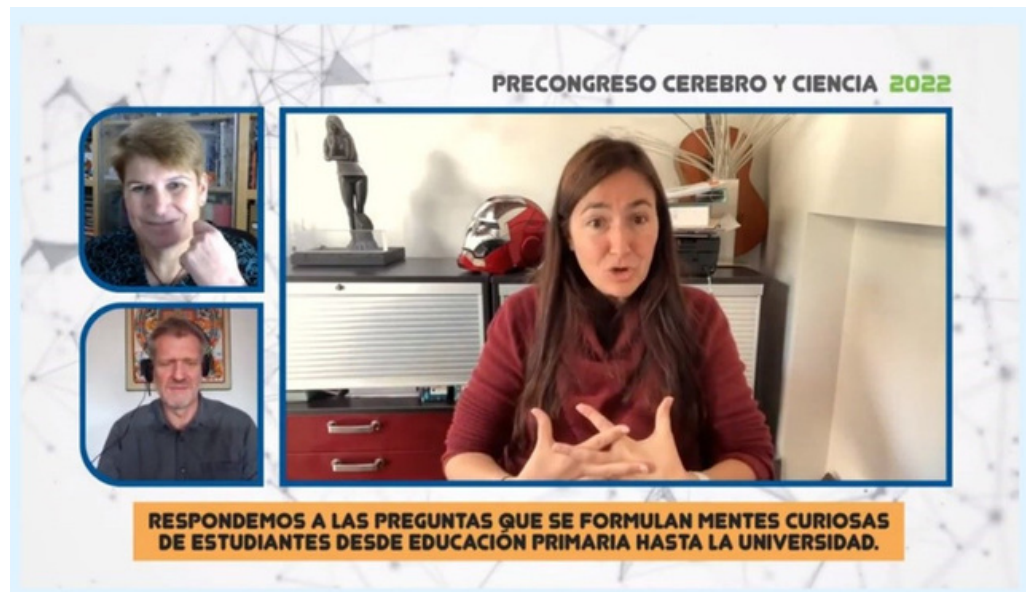 PRECONGRESO CEREBRO Y CIENCIA 2022
RESPONDEMOS A LAS PREGUNTAS QUE SE FORMULAN MENTES CURIOSAS
DE ESTUDIANTES DESDE EDUCACIÓN PRIMARIA HASTA LA UNIVERSIDAD.